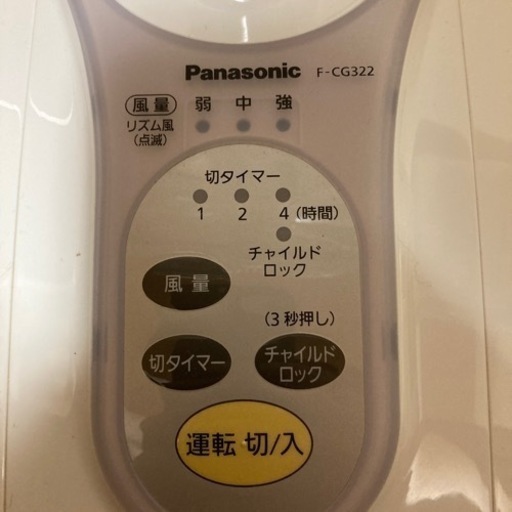 Panasonic F-CG322
風量 弱 中 強
リズム風
(点滅)
切タイマー
1 2 4 (時間)
チャイルド
ロック
風量
(3秒押し)
切タイマー
チャイルド
ロック
運転 切/入